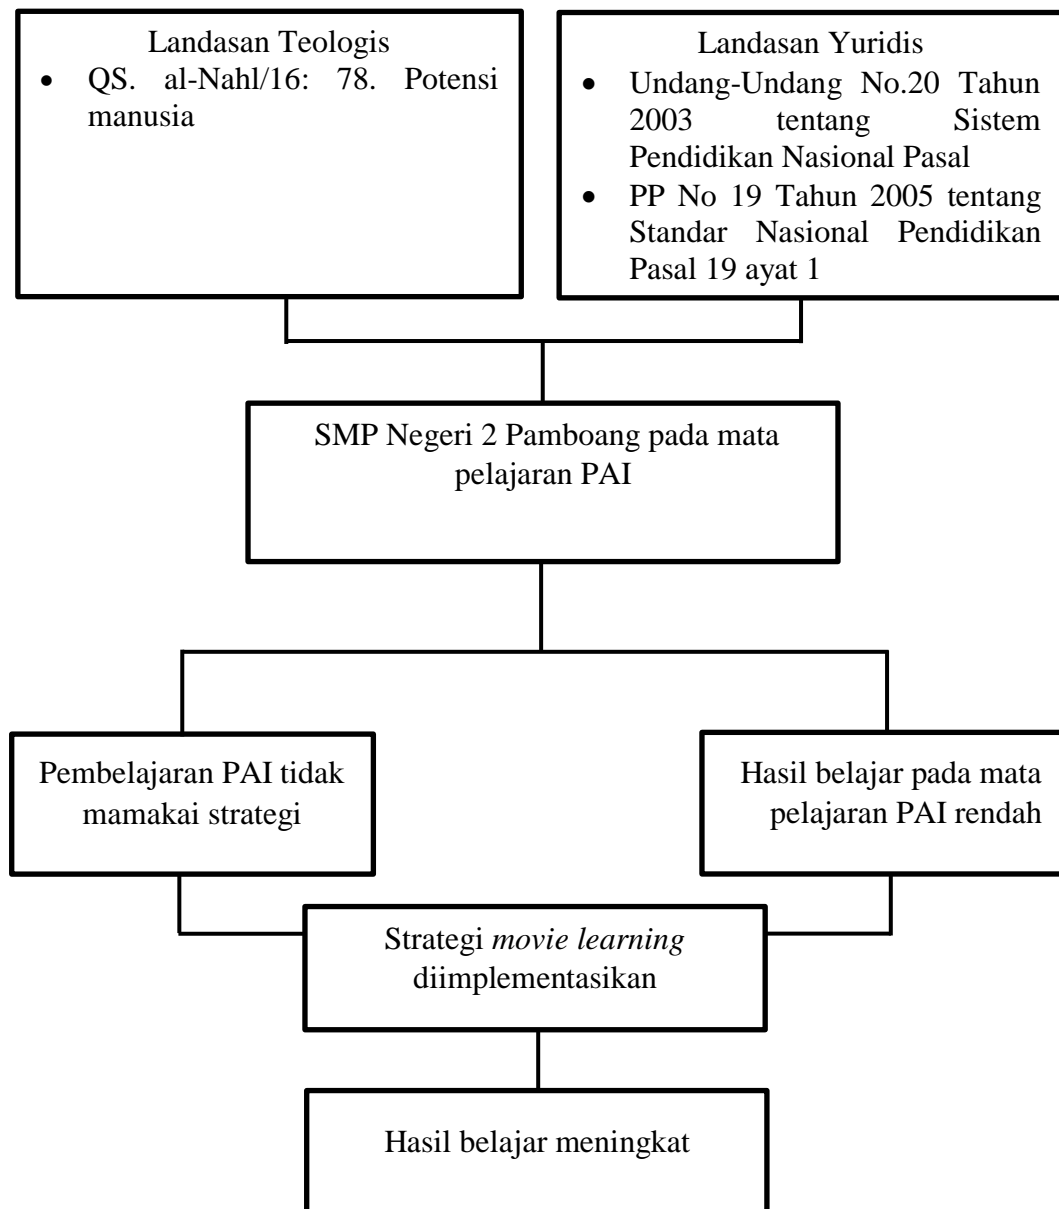 Landasan Teologis
• QS. al-Nahl/16: 78. Potensi
manusia
Landasan Yuridis
• Undang-Undang No.20 Tahun
2003 tentang Sistem
Pendidikan Nasional Pasal
• PP No 19 Tahun 2005 tentang
Standar Nasional Pendidikan
Pasal 19 ayat 1
SMP Negeri 2 Pamboang pada mata
pelajaran PAI
Pembelajaran PAI tidak
mamakai strategi
Hasil belajar pada mata
pelajaran PAI rendah
Strategi movie learning
diimplementasikan
Hasil belajar meningkat